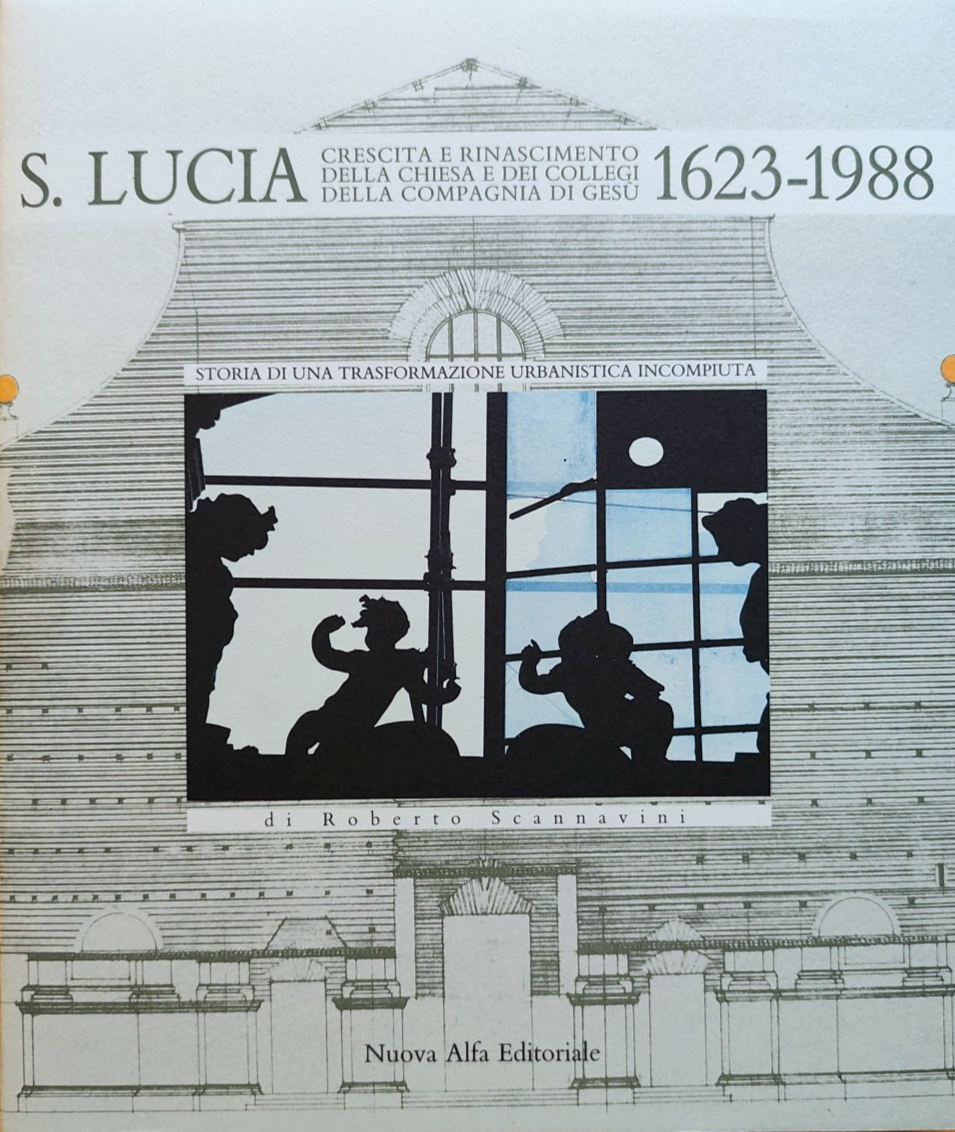 S. LUCIA
CRESCITA E RINASCIMENTO
DELLA CHIESA E DEI COLLEGI
DELLA COMPAGNIA DI GESÙ
1623-1988
STORIA DI UNA TRASFORMAZIONE URBANISTICA INCOMPIUTA
di Roberto Scannavini
Nuova Alfa Editoriale